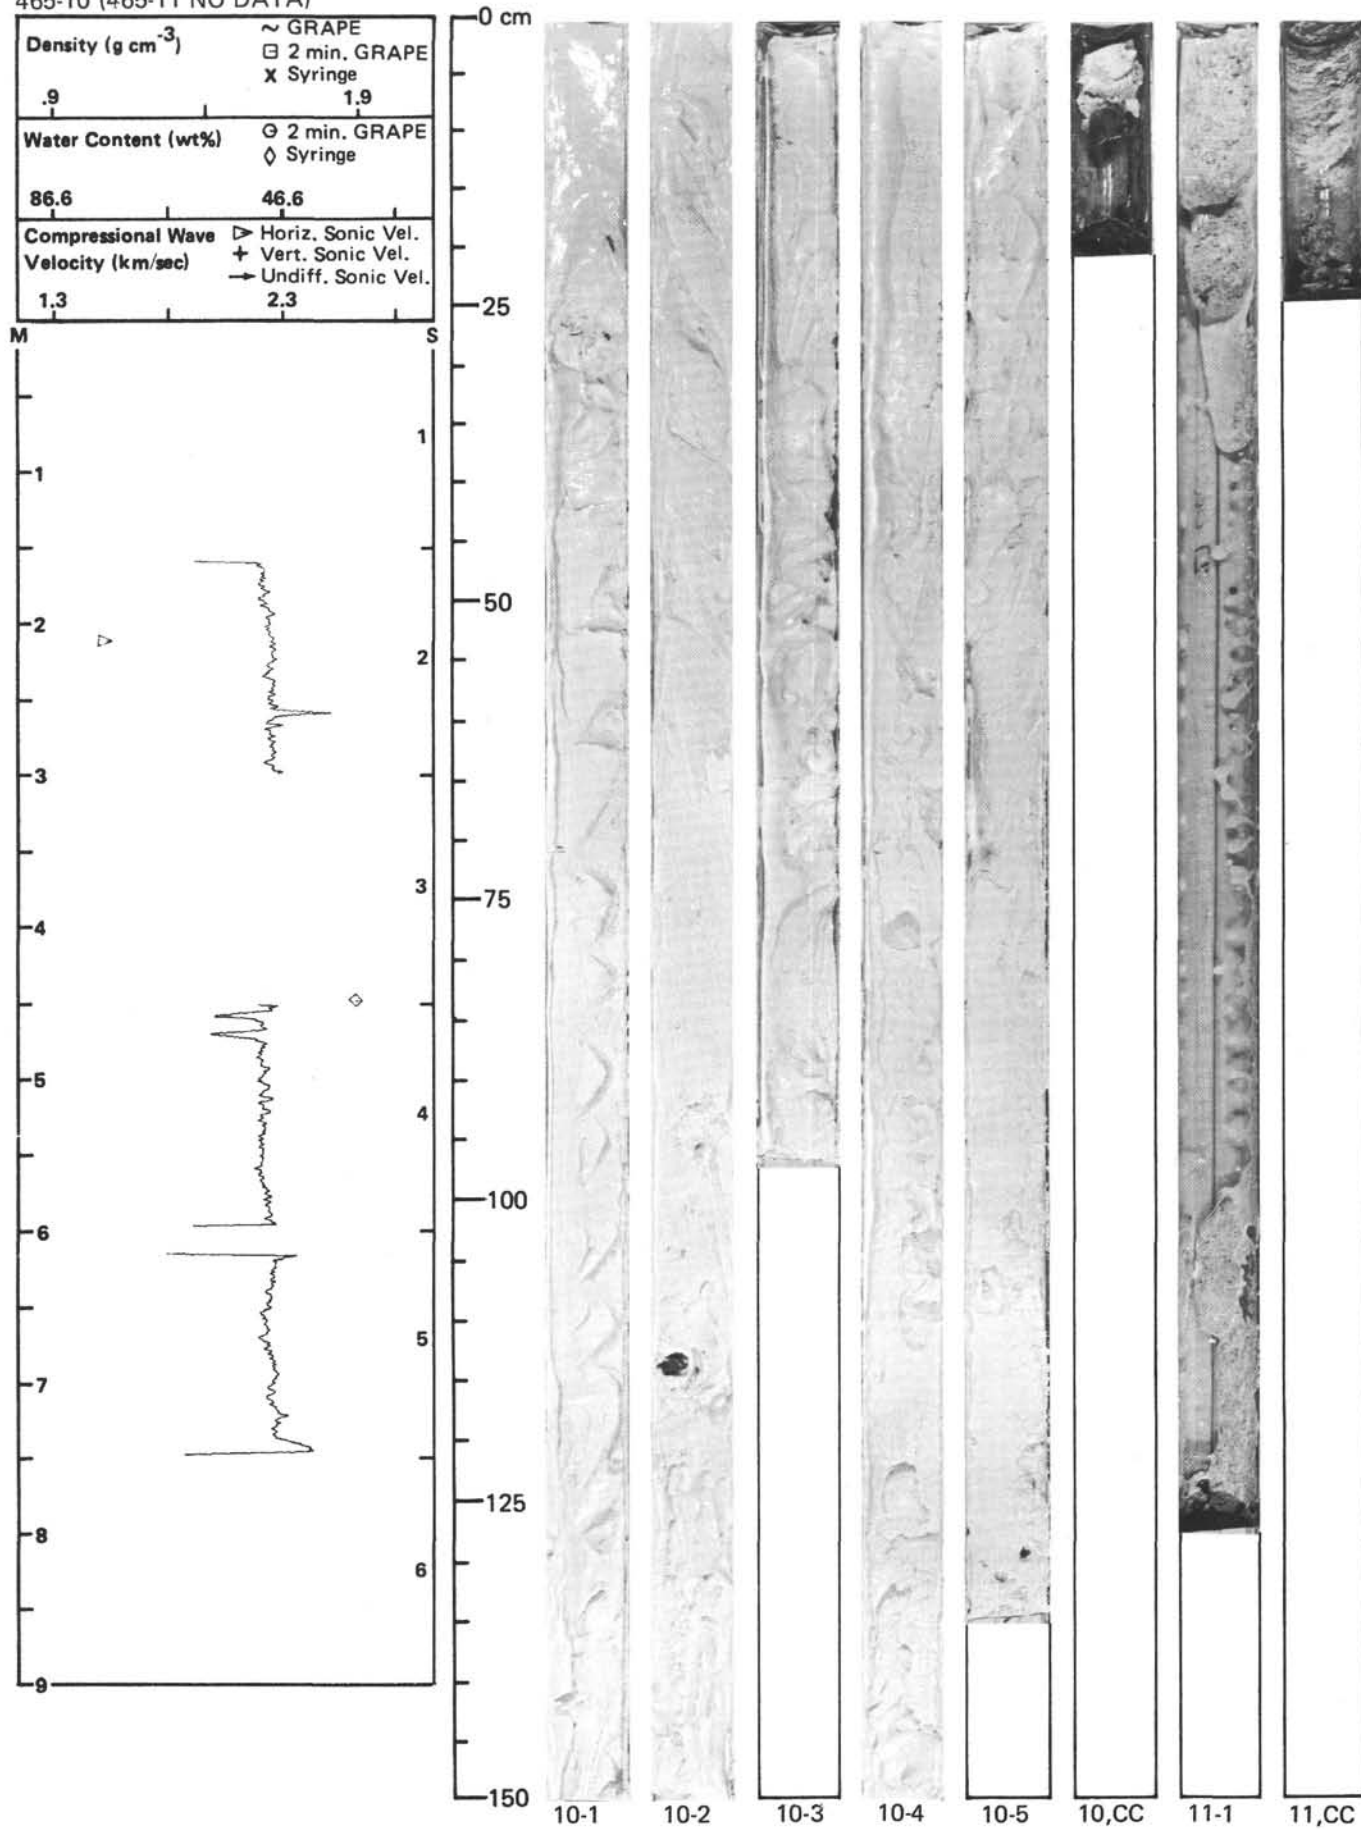 465-10 (465-11 NO DATA)
Density (g cm-3)
~ GRAPE
2 min. GRAPE
X Syringe
.9 1.9
Water Content (wt%)
2 min. GRAPE
◇ Syringe
86.6 46.6
Compressional Wave
Velocity (km/sec)
Horiz. Sonic Vel.
+ Vert. Sonic Vel.
→ Undiff. Sonic Vel.
1.3 2.3
M S
1
1
2
2
3
3
4
4
5
5
6
6
7
8
9
0 cm
25
50
75
100
125
150
10-1 10-2 10-3 10-4 10-5 10,CC 11-1 11,CC